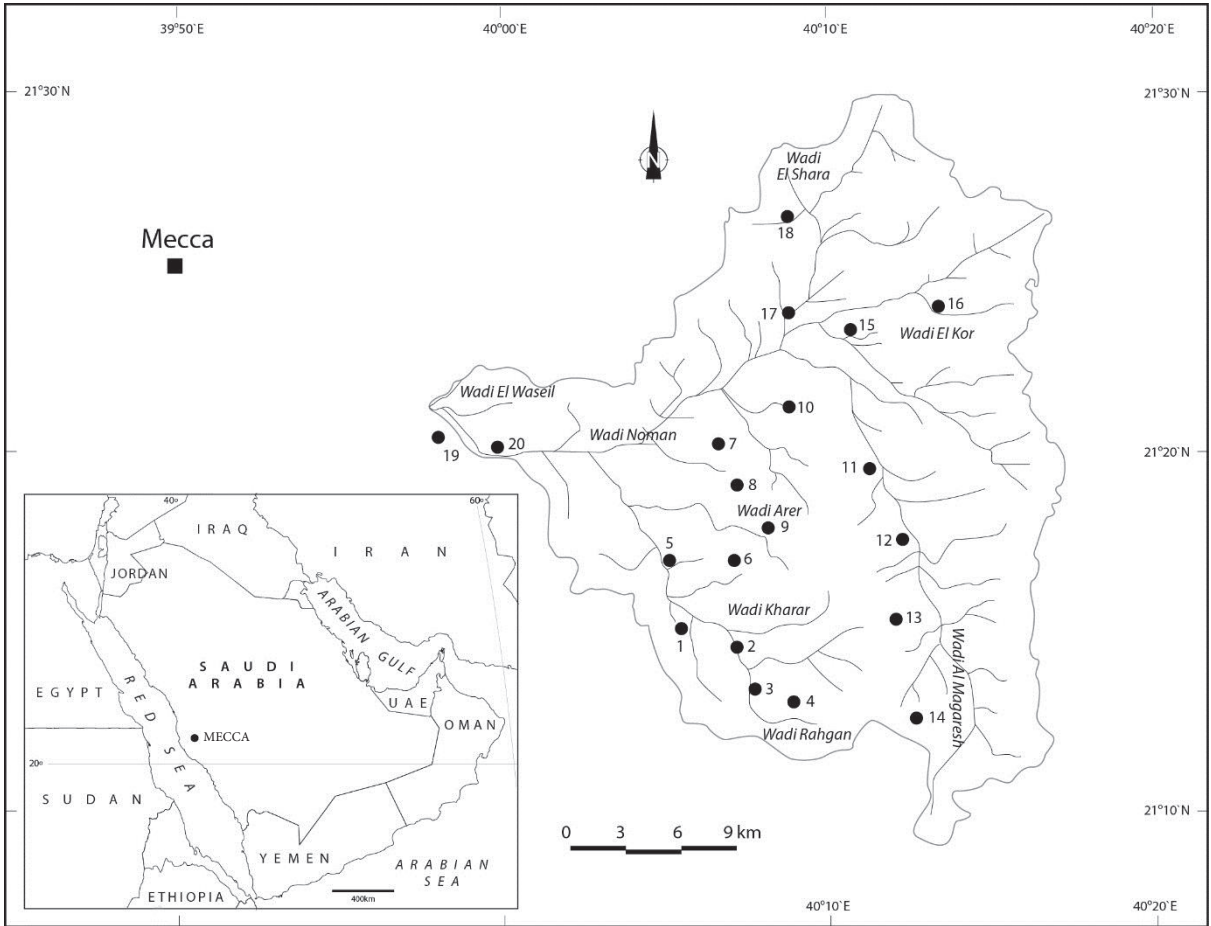 39°50`E
40°00`E
40°10`E
40°20`E
21°30`N
21°30`N
N
Wadi
El Shara
18
Mecca
17
16
15
Wadi El Kor
Wadi El Waseil
10
Wadi Noman
7
19
20
21°20`N
11
8
Wadi Arer
9
12
5
6
Wadi Kharar
13
1
2
3
4
14
Wadi Al Magaresh
Wadi Rahgan
21°10`N
0 3 6 9 km
40°
60°
IRAQ
IRAN
JORDAN
ARABIAN GULF
SAUDI
ARABIA
EGYPT
RED SEA
UAE
OMAN
MECCA
20°
SUDAN
YEMEN
ARABIAN
SEA
ETHIOPIA
400km
40°10`E
40°20`E